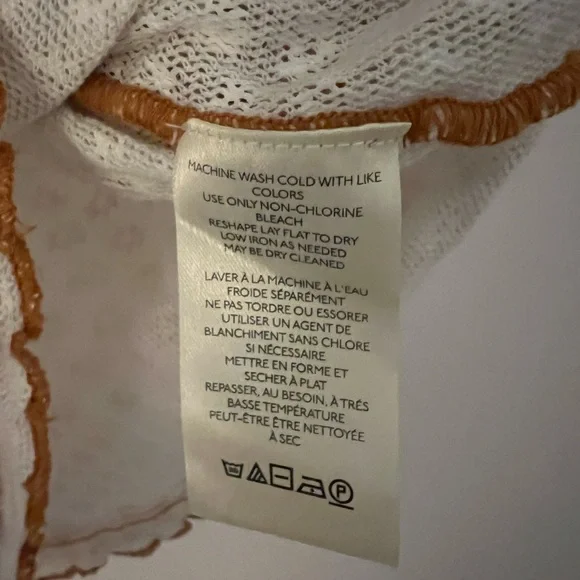 MACHINE WASH COLD WITH LIKE
COLORS
USE ONLY NON-CHLORINE
BLEACH
RESHAPE LAY FLAT TO DRY
LOW IRON AS NEEDED
MAY BE DRY CLEANED
LAVER À LA MACHINE À L'EAU
FROIDE SÉPARÉMENT
NE PAS TORDRE OU ESSORER
UTILISER UN AGENT DE
BLANCHIMENT SANS CHLORE
SI NÉCESSAIRE
METTRE EN FORME ET
SECHER À PLAT
REPASSER, AU BESOIN, À TRÉS
BASSE TEMPÉRATURE
PEUT-ÊTRE ÊTRE NETTOYÉE
À SEC
P